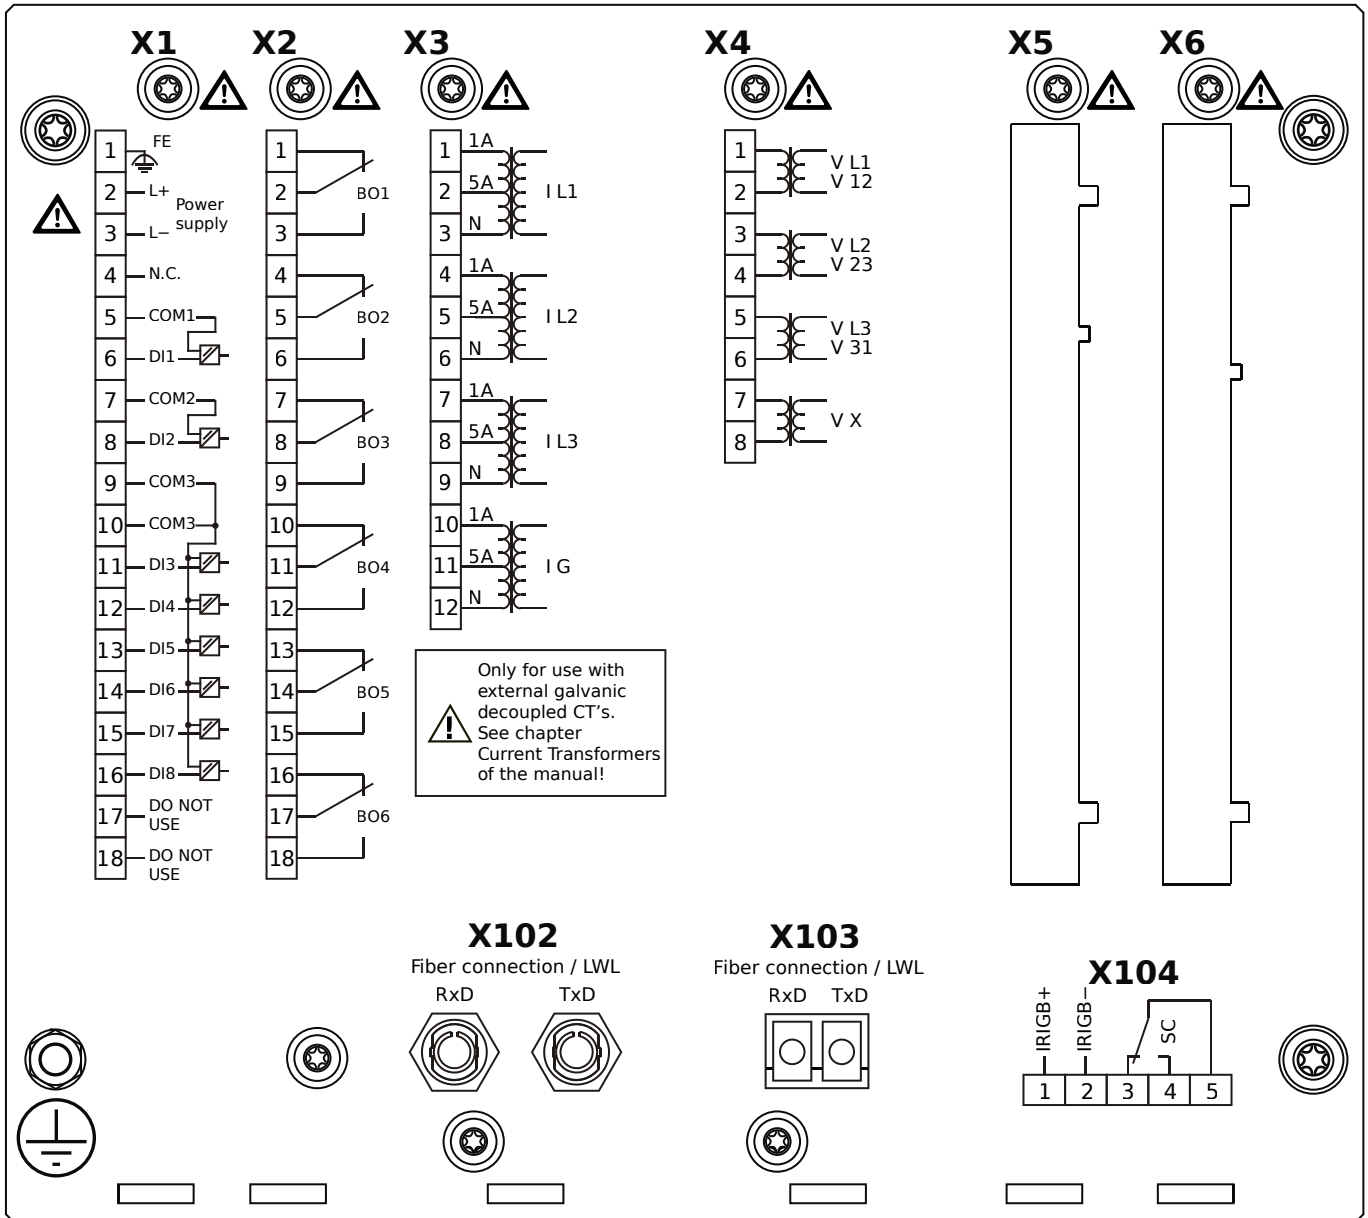 X1
X2
X3
X4
X5
X6
1 FE
2 L+
Power
supply
3 L−
4 N.C.
5 COM1
6 DI1
7 COM2
8 DI2
9 COM3
10 COM3
11 DI3
12 DI4
13 DI5
14 DI6
15 DI7
16 DI8
17 DO NOT
USE
18 DO NOT
USE
1
2 BO1
3
4
5 BO2
6
7
8 BO3
9
10
11 BO4
12
13
14 BO5
15
16
17 BO6
18
1 1A
2 5A I L1
3 N
4 1A
5 5A I L2
6 N
7 1A
8 5A I L3
9 N
10 1A
11 5A I G
12 N
Only for use with
external galvanic
decoupled CT's.
See chapter
Current Transformers
of the manual!
1
V L1
2
V 12
3
V L2
4
V 23
5
V L3
6
V 31
7
V X
8
X102
Fiber connection / LWL
RxD TxD
X103
Fiber connection / LWL
RxD TxD
X104
IRIGB+
IRIGB−
SC
1 2 3 4 5